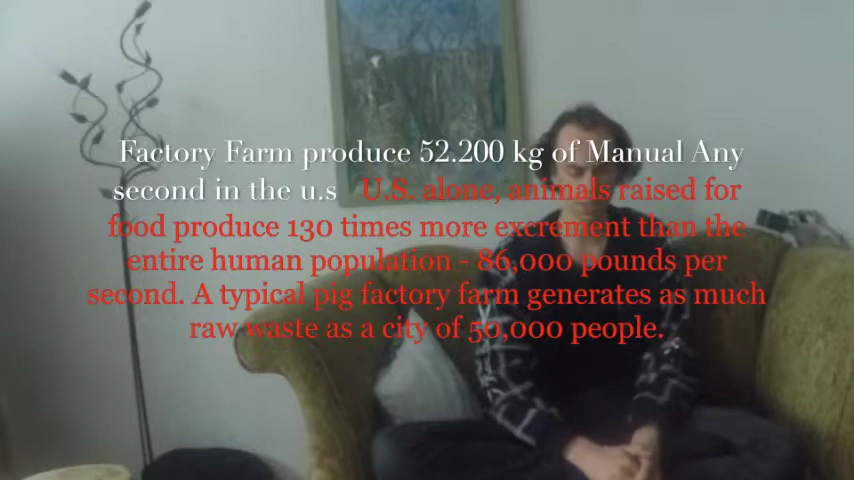 Factory Farm produce 52.200 kg of Manual Any
second in the u.s U.S. alone, animals raised for
food produce 130 times more excrement than the
entire human population - 86,000 pounds per
second. A typical pig factory farm generates as much
raw waste as a city of 50,000 people.